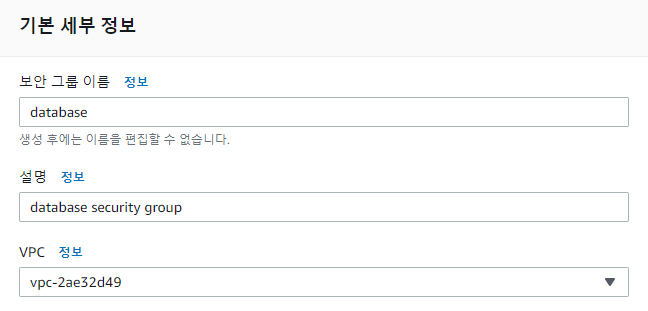 기본 세부 정보
보안 그룹 이름 정보
database
생성 후에는 이름을 편집할 수 없습니다.
설명 정보
database security group
VPC 정보
vpc-2ae32d49